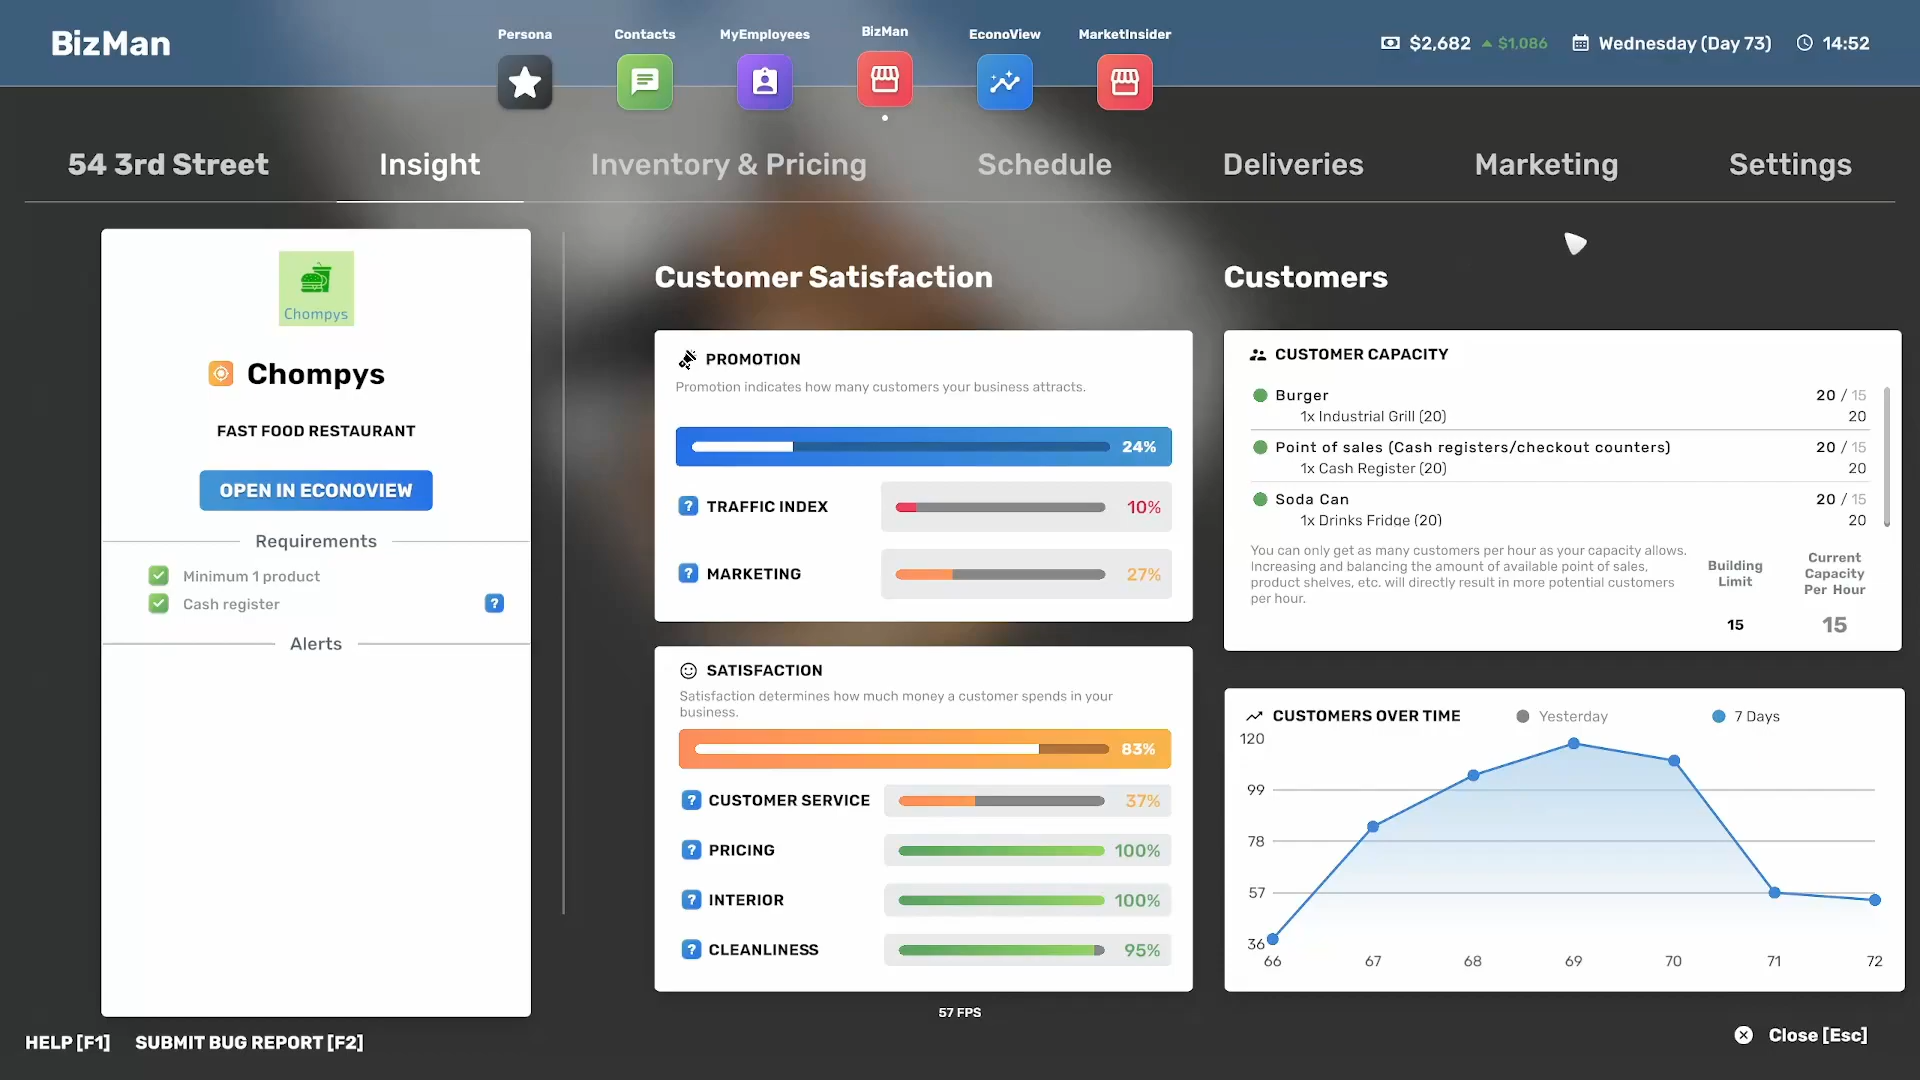 BizMan
Persona
Contacts
MyEmployees
BizMan
EconoView
MarketInsider
$2,682 $1,086 Wednesday (Day 73) 14:52
54 3rd Street
Insight
Inventory & Pricing
Schedule
Deliveries
Marketing
Settings
Chompys
Chompys
FAST FOOD RESTAURANT
OPEN IN ECONOVIEW
Requirements
Minimum 1 product
Cash register
?
Alerts
Customer Satisfaction
PROMOTION
Promotion indicates how many customers your business attracts.
24%
? TRAFFIC INDEX 10%
? MARKETING 27%
SATISFACTION
Satisfaction determines how much money a customer spends in your
business.
83%
? CUSTOMER SERVICE 37%
? PRICING 100%
? INTERIOR 100%
? CLEANLINESS 95%
Customers
CUSTOMER CAPACITY
Burger 20 / 15
1x Industrial Grill (20) 20
Point of sales (Cash registers/checkout counters) 20 / 15
1x Cash Register (20) 20
Soda Can 20 / 15
1x Drinks Fridge (20) 20
You can only get as many customers per hour as your capacity allows.
Increasing and balancing the amount of available point of sales,
product shelves, etc. will directly result in more potential customers
per hour.
Building
Limit
15
Current
Capacity
Per Hour
15
CUSTOMERS OVER TIME Yesterday 7 Days
120
99
78
57
36
66 67 68 69 70 71 72
57 FPS
HELP [F1] SUBMIT BUG REPORT [F2]
Close [Esc]